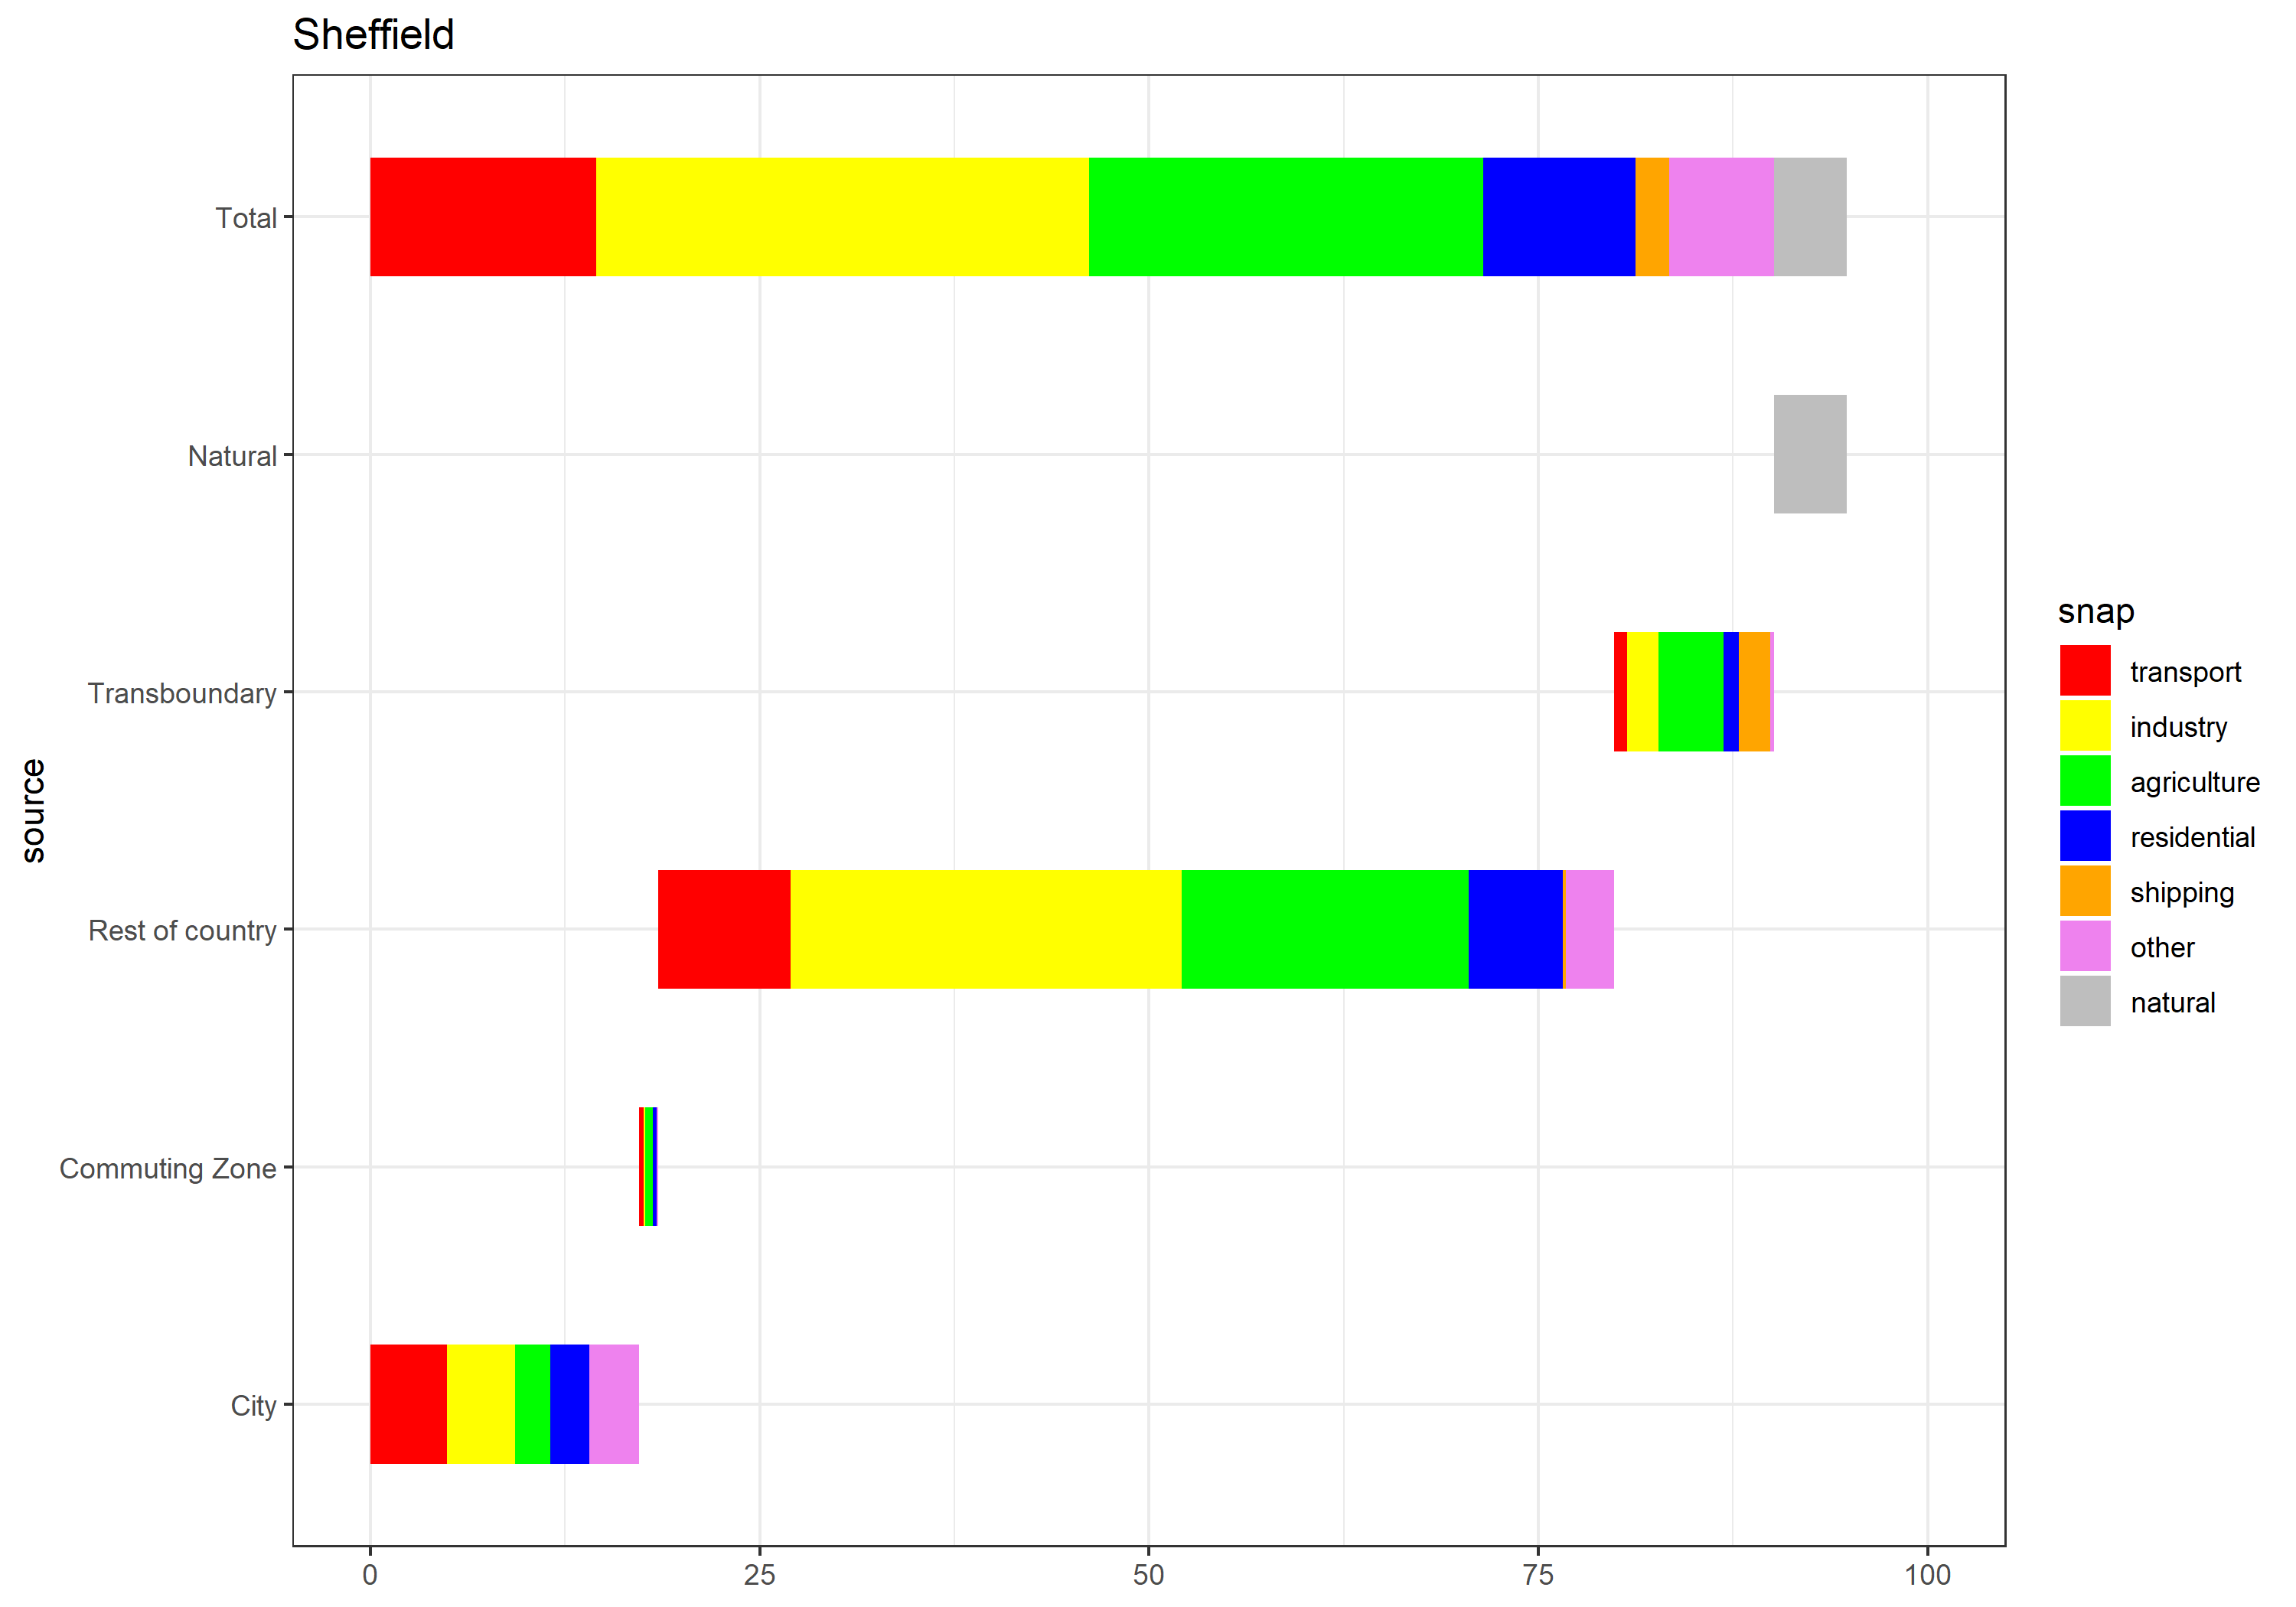 Sheffield
source
Total
Natural
Transboundary
Rest of country
Commuting Zone
City
0 25 50 75 100
snap
transport
industry
agriculture
residential
shipping
other
natural